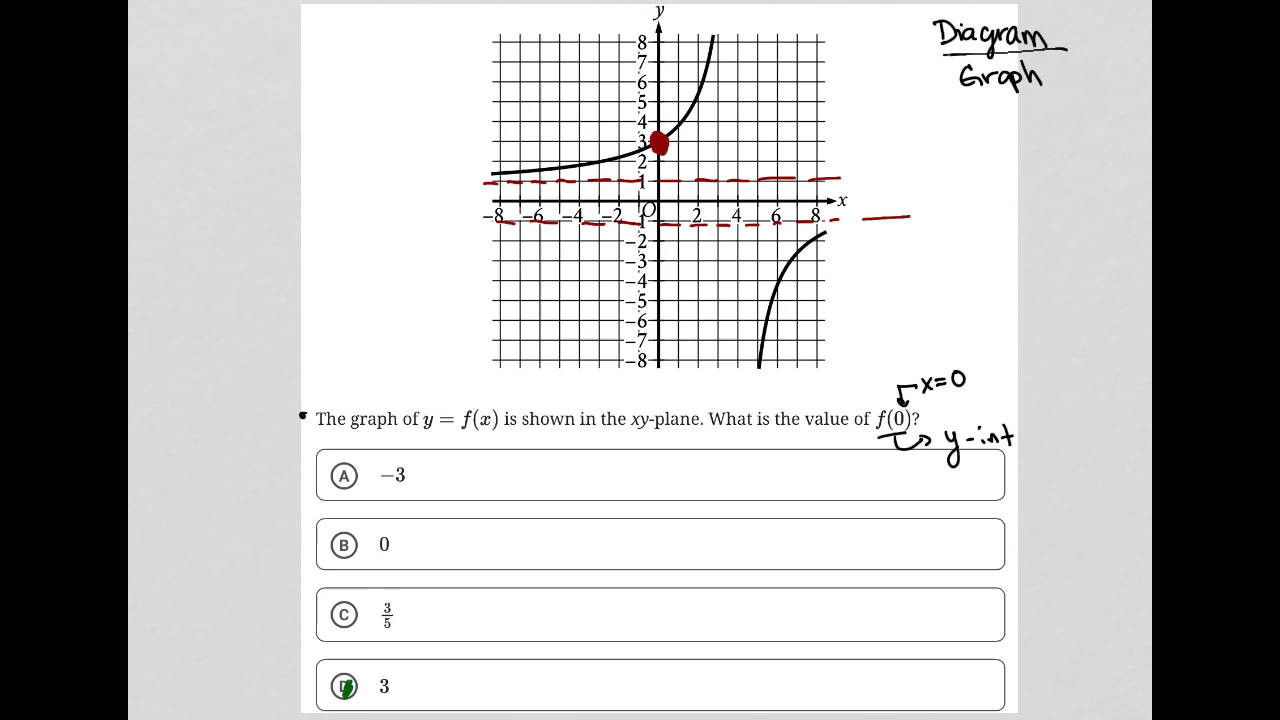 y
Diagram
Graph
8
7
6
5
4
3
2
1
x
−8 −6 −4 −2 O 2 4 6 8
1
−2
−3
−4
−5
−6
−7
−8
x=0
The graph of y = f(x) is shown in the xy-plane. What is the value of f(0)?
y-int
A −3
B 0
C 3/5
D 3